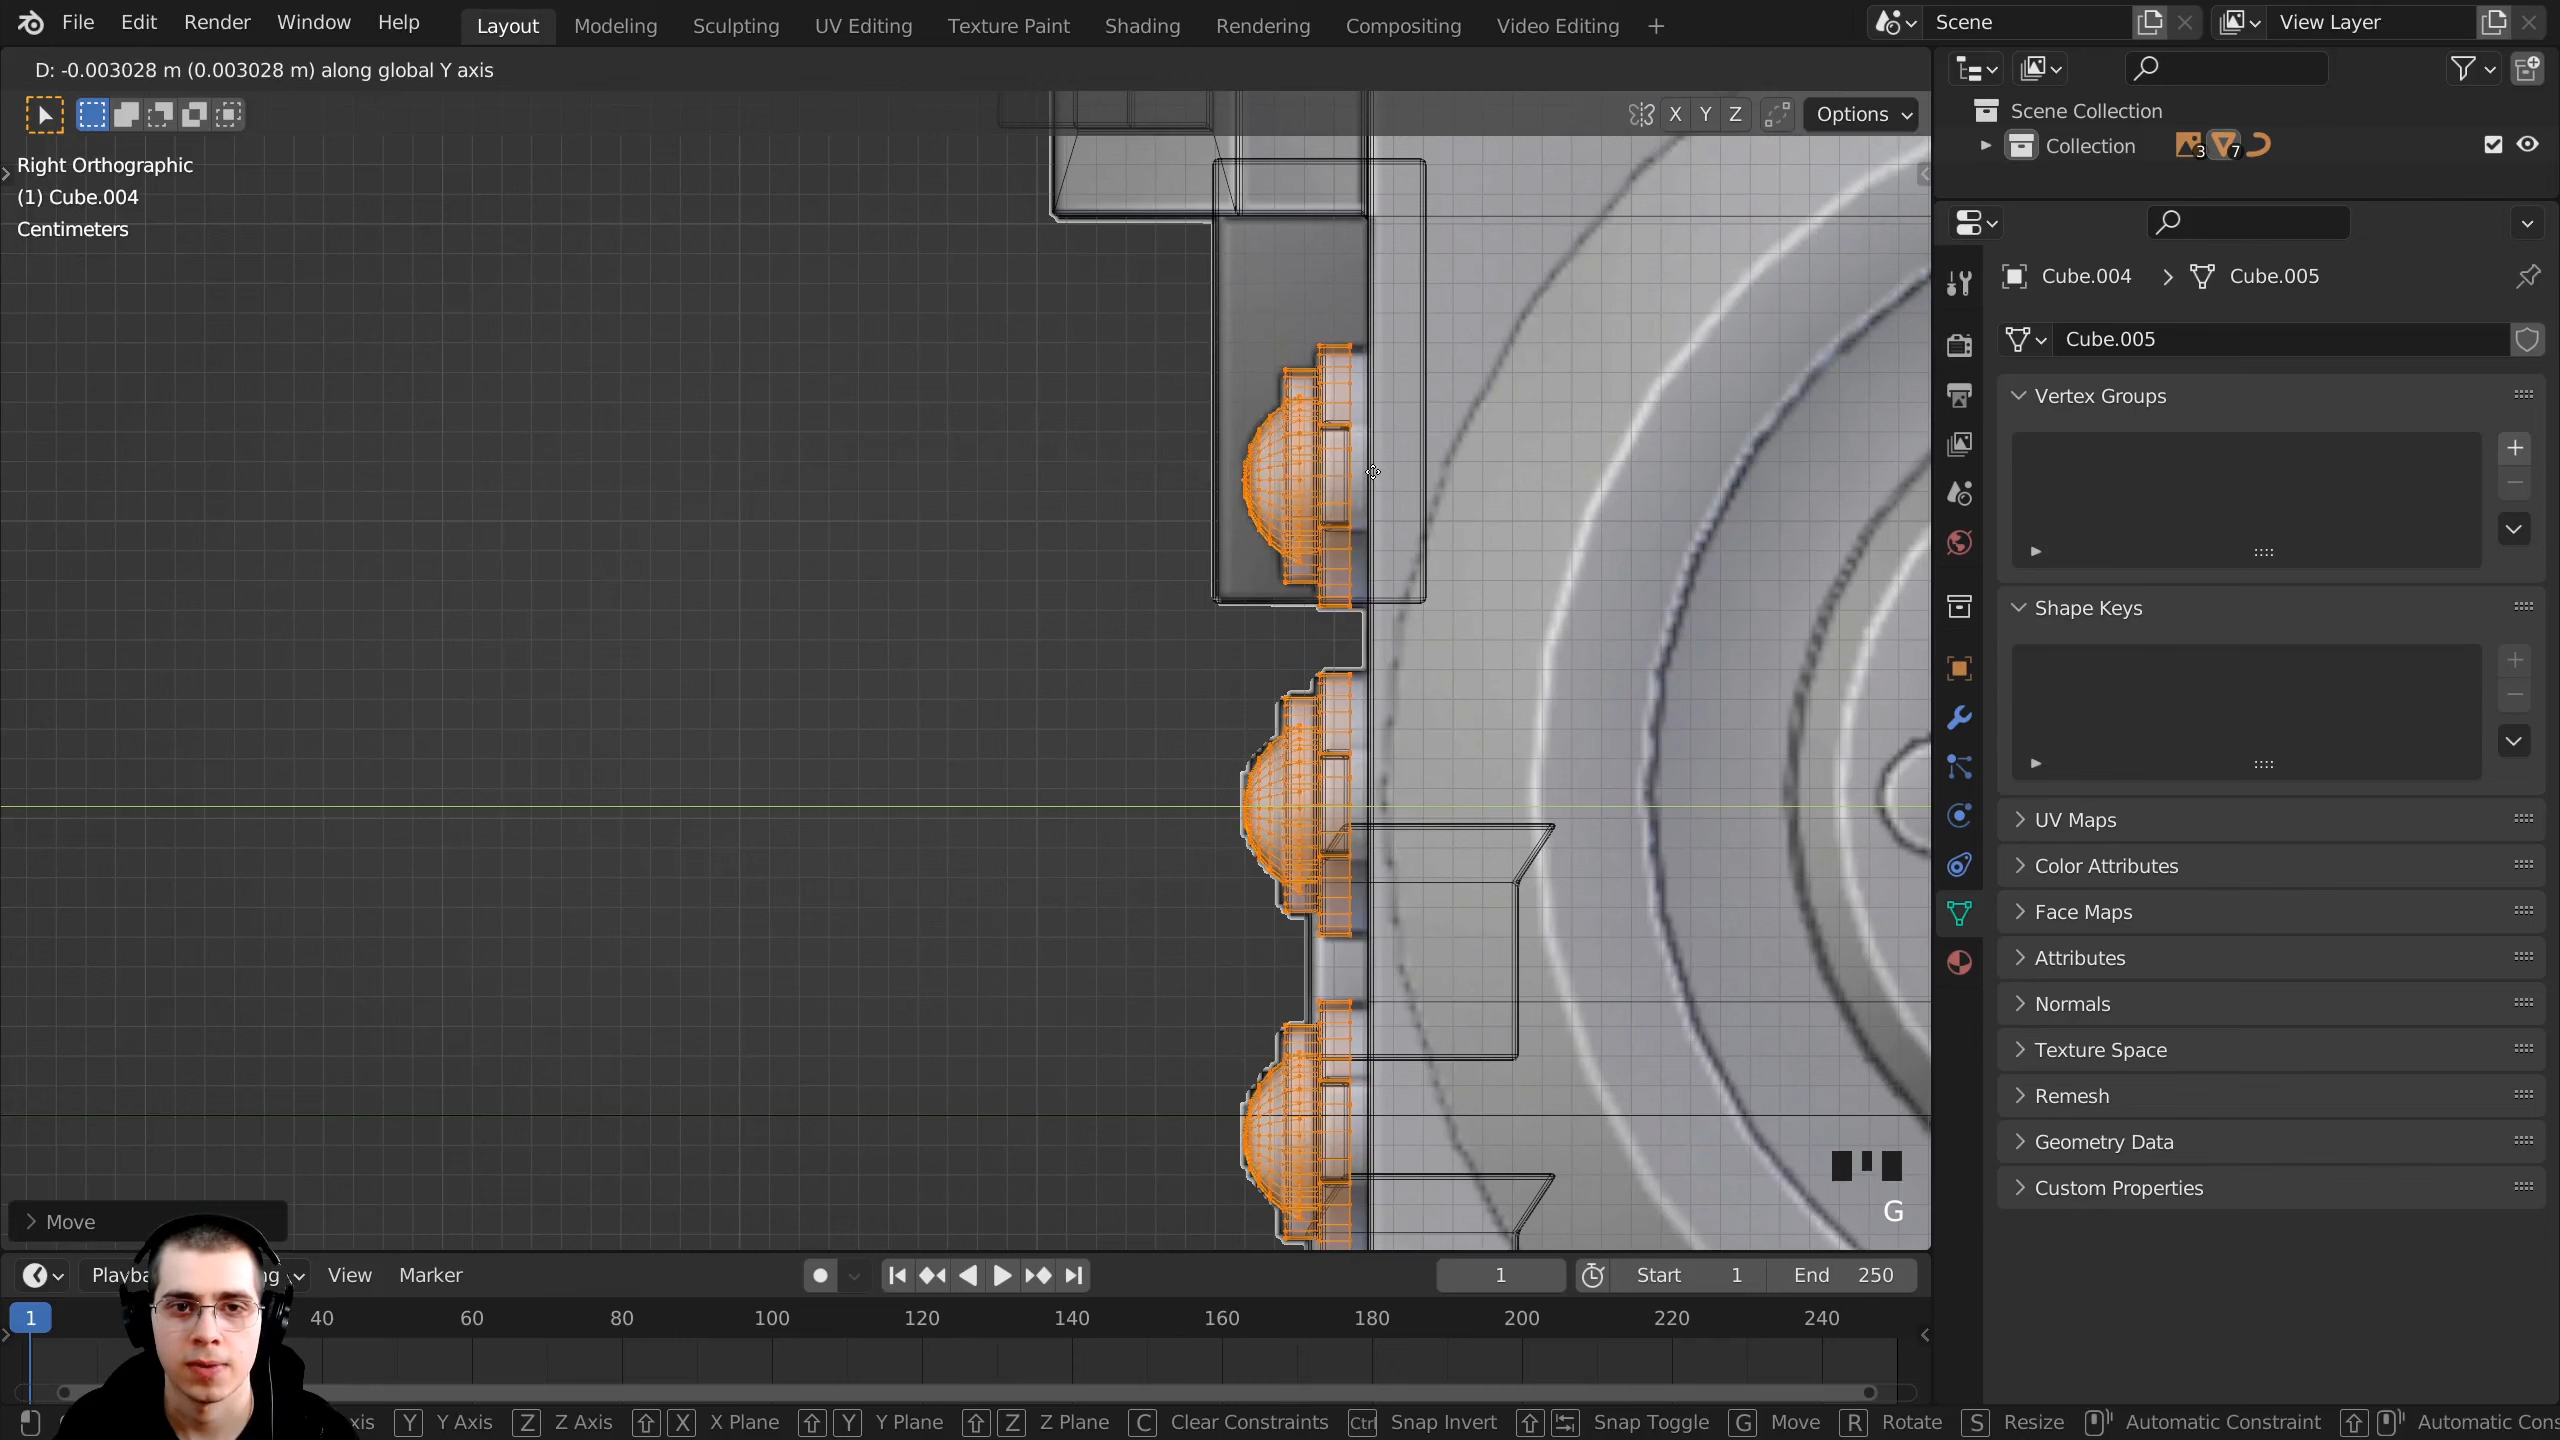 File Edit Render Window Help Layout Modeling Sculpting UV Editing Texture Paint Shading Rendering Compositing Video Editing + Scene View Layer
D: -0.003028 m (0.003028 m) along global Y axis
X Y Z Options
Right Orthographic
(1) Cube.004
Centimeters
Scene Collection
Collection 3 7
Cube.004 > Cube.005
Cube.005
Vertex Groups
Shape Keys
UV Maps
Color Attributes
Face Maps
Attributes
Normals
Texture Space
Remesh
Geometry Data
Custom Properties
G
Move
View Marker 1 Start 1 End 250
1 40 60 80 100 120 140 160 180 200 220 240
Y Y Axis Z Z Axis X X Plane Y Y Plane Z Z Plane C Clear Constraints Ctrl Snap Invert Snap Toggle G Move R Rotate S Resize Automatic Constraint Automatic